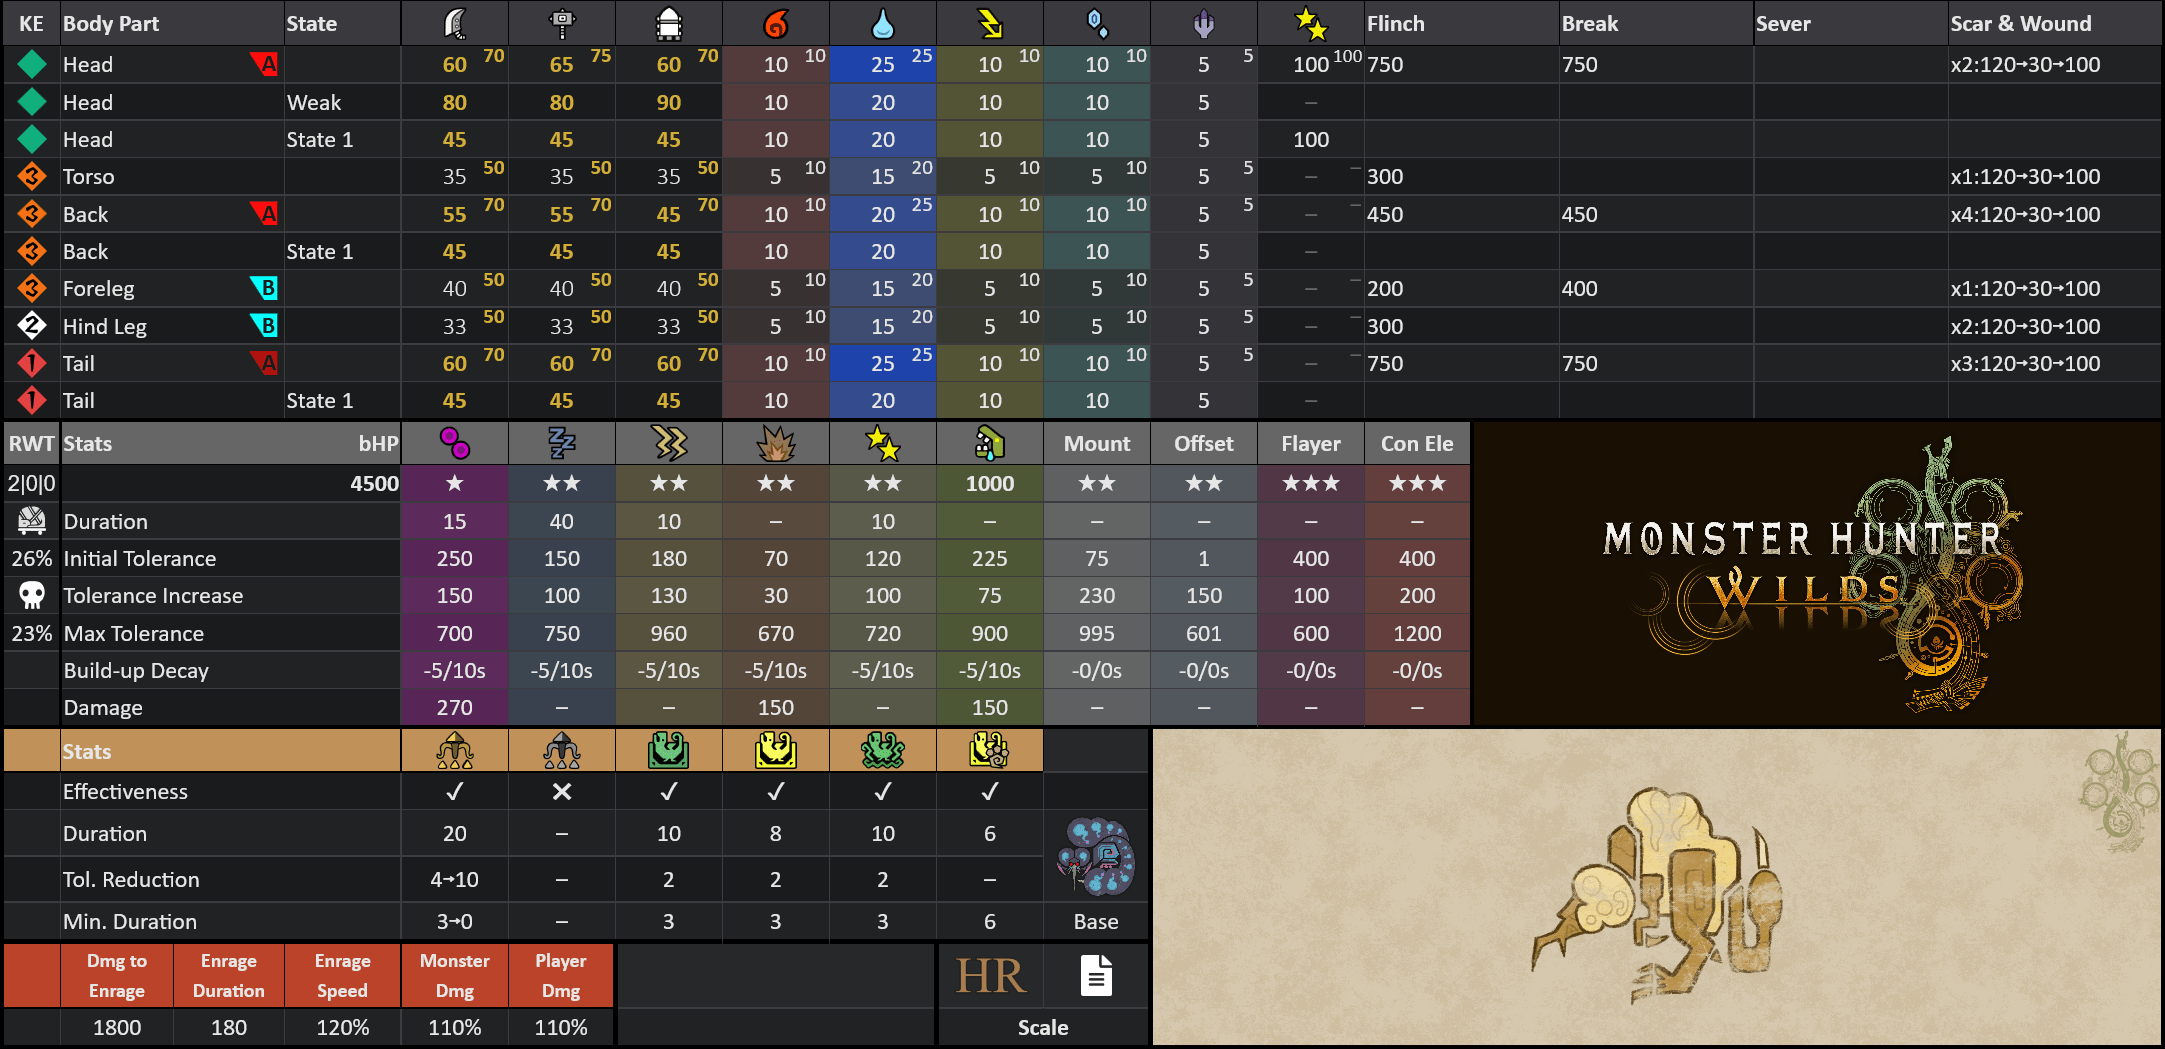 KE Body Part State Flinch Break Sever Scar & Wound
Head A 60 70 65 75 60 70 10 10 25 25 10 10 10 10 5 5 100 100 750 750 x2:120→30→100
Head Weak 80 80 90 10 20 10 10 5 –
Head State 1 45 45 45 10 20 10 10 5 100
3 Torso 35 50 35 50 35 50 5 10 15 20 5 10 5 10 5 5 – – 300 x1:120→30→100
3 Back A 55 70 55 70 45 70 10 10 20 25 10 10 10 10 5 5 – – 450 450 x4:120→30→100
3 Back State 1 45 45 45 10 20 10 10 5 –
3 Foreleg B 40 50 40 50 40 50 5 10 15 20 5 10 5 10 5 5 – – 200 400 x1:120→30→100
2 Hind Leg B 33 50 33 50 33 50 5 10 15 20 5 10 5 10 5 5 – – 300 x2:120→30→100
1 Tail A 60 70 60 70 60 70 10 10 25 25 10 10 10 10 5 5 – – 750 750 x3:120→30→100
1 Tail State 1 45 45 45 10 20 10 10 5 –
RWT Stats bHP Mount Offset Flayer Con Ele
2|0|0 4500 ★ ★★ ★★ ★★ ★★ 1000 ★★ ★★ ★★★ ★★★
Duration 15 40 10 – 10 – – – – –
26% Initial Tolerance 250 150 180 70 120 225 75 1 400 400
Tolerance Increase 150 100 130 30 100 75 230 150 100 200
23% Max Tolerance 700 750 960 670 720 900 995 601 600 1200
Build-up Decay -5/10s -5/10s -5/10s -5/10s -5/10s -5/10s -0/0s -0/0s -0/0s -0/0s
Damage 270 – – 150 – 150 – – – –
MONSTER HUNTER
WILDS
Stats
Effectiveness ✓ ✕ ✓ ✓ ✓ ✓
Duration 20 – 10 8 10 6
Tol. Reduction 4→10 – 2 2 2 –
Min. Duration 3→0 – 3 3 3 6 Base
Dmg to Enrage Enrage Monster Player
Enrage Duration Speed Dmg Dmg
HR
1800 180 120% 110% 110% Scale